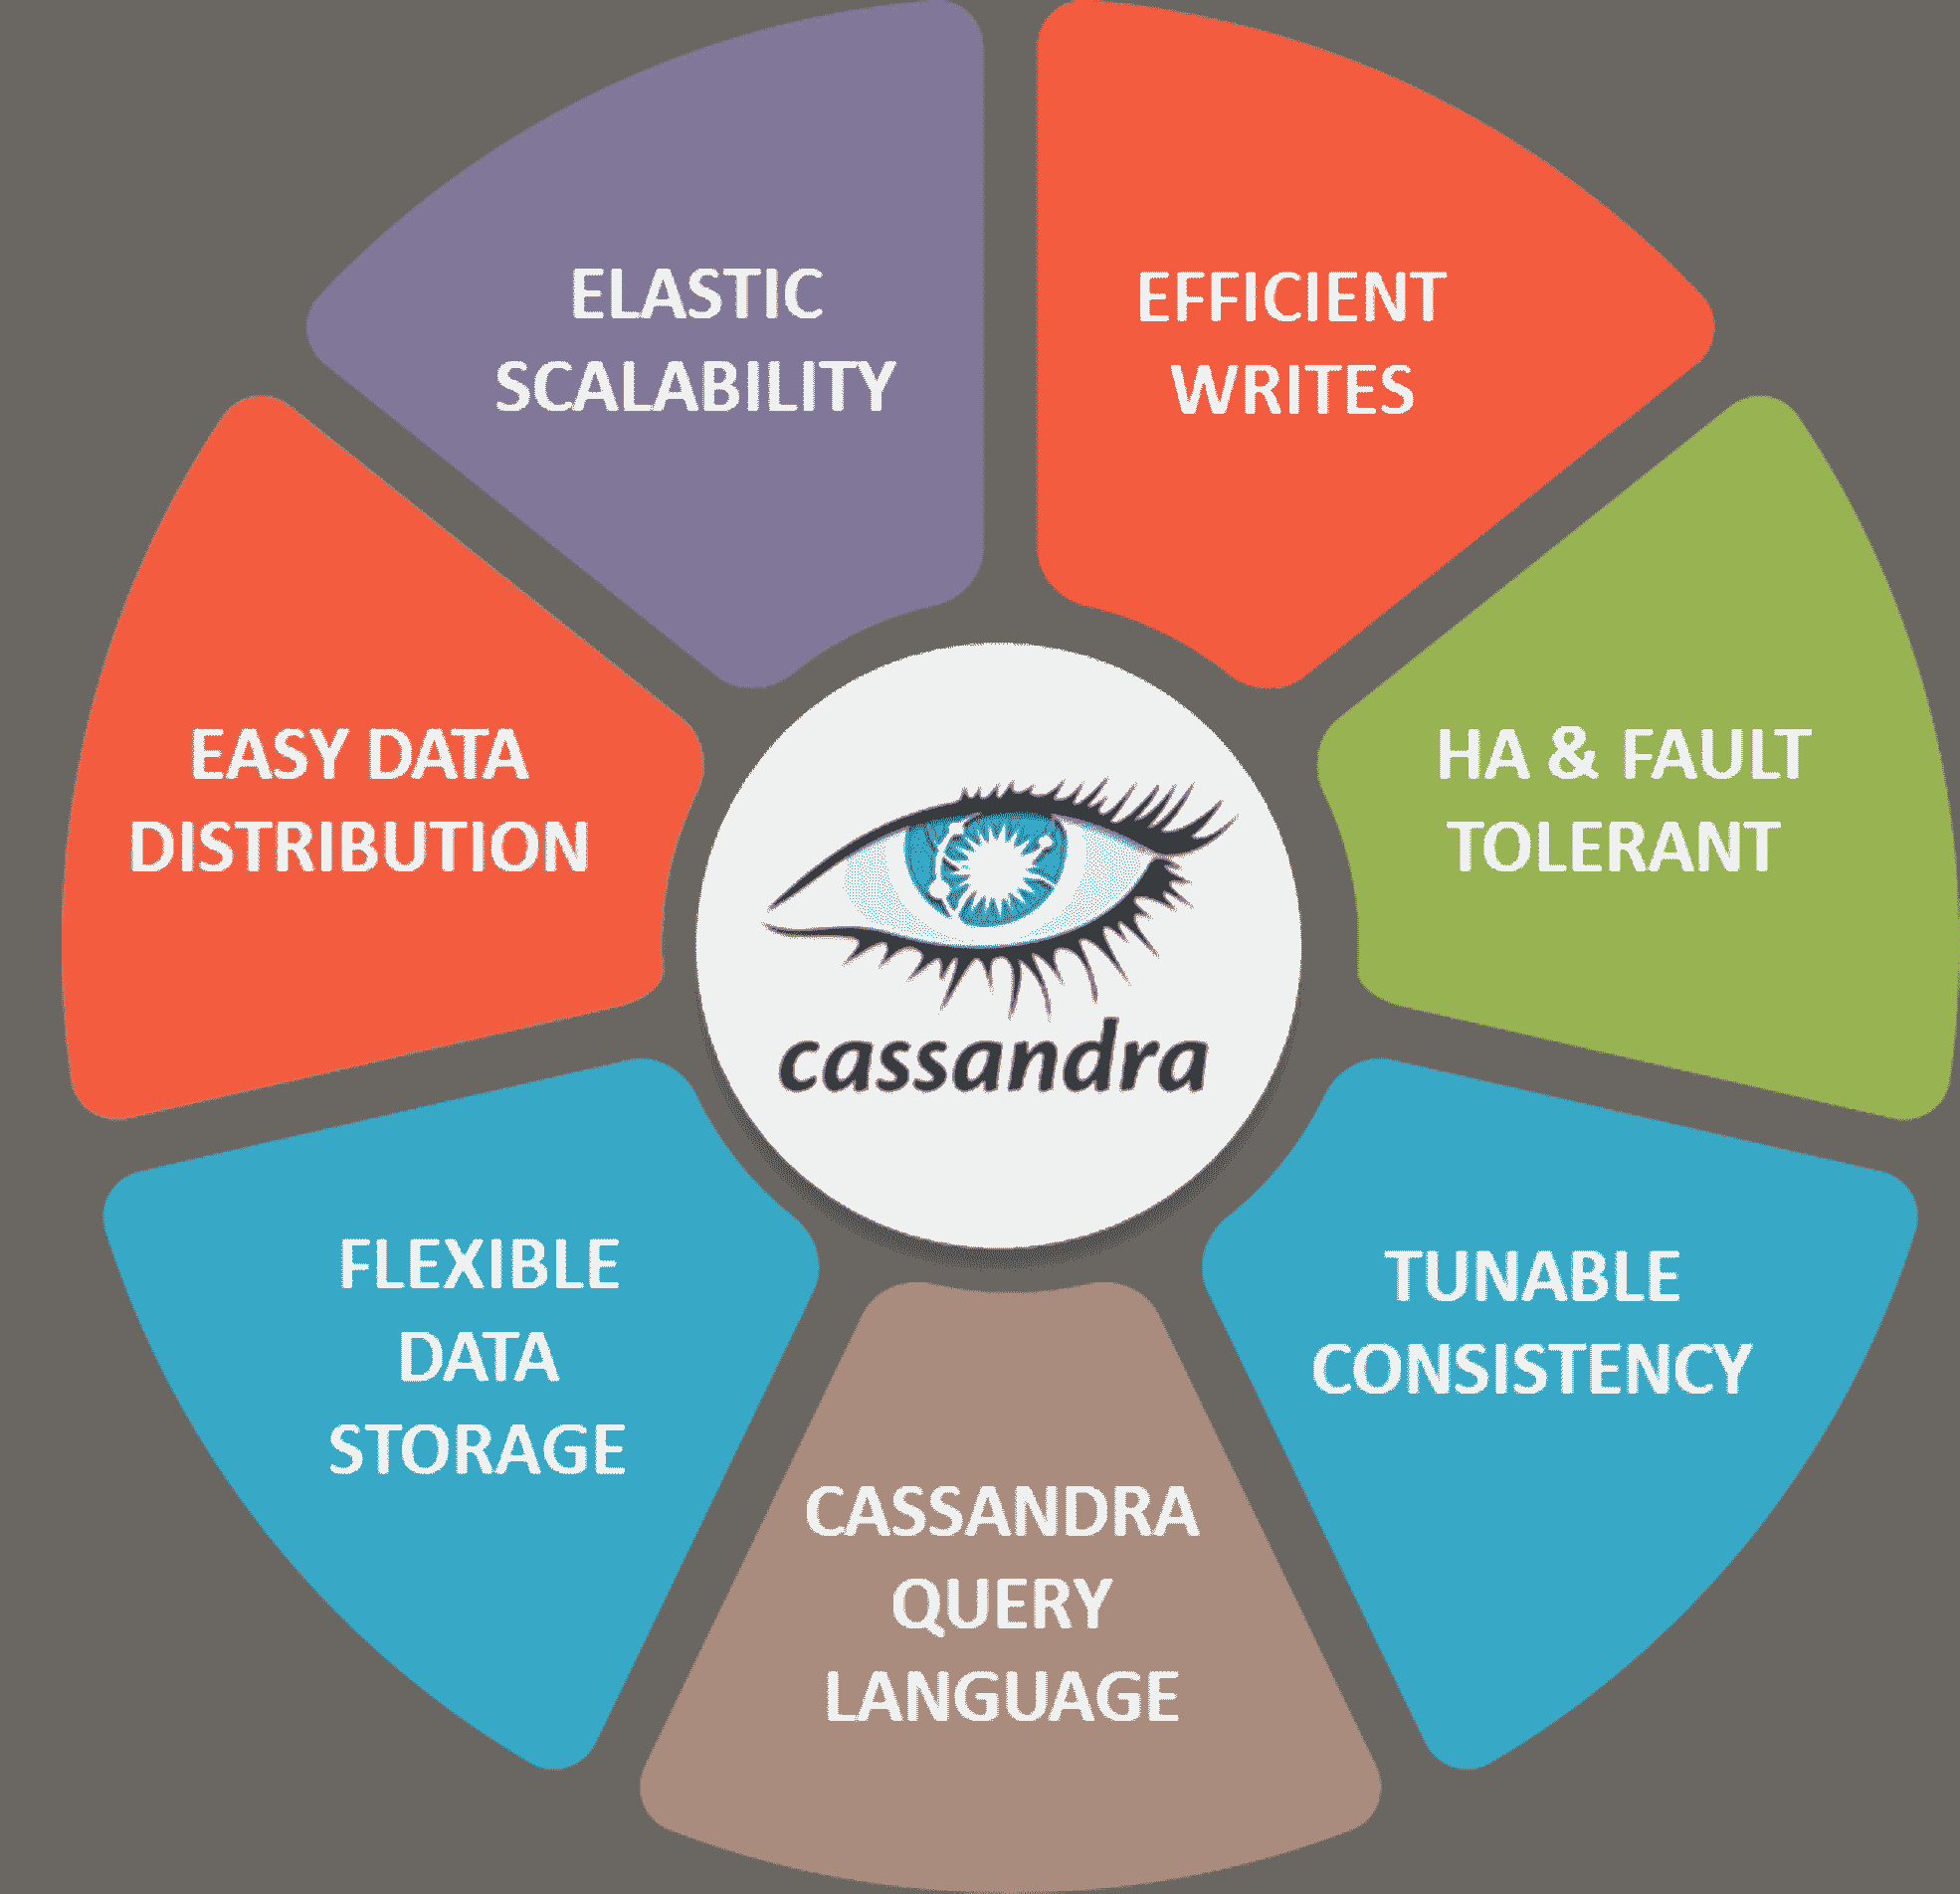 ELASTIC
SCALABILITY
EFFICIENT
WRITES
EASY DATA
DISTRIBUTION
HA & FAULT
TOLERANT
cassandra
FLEXIBLE
DATA
STORAGE
TUNABLE
CONSISTENCY
CASSANDRA
QUERY
LANGUAGE